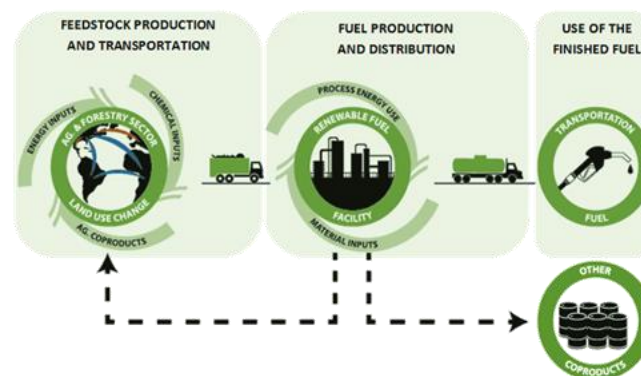 FEEDSTOCK PRODUCTION
AND TRANSPORTATION
ENERGY INPUTS
CHEMICAL INPUTS
AG. & FORESTRY SECTOR
LAND USE CHANGE
AG. COPRODUCTS
FUEL PRODUCTION
AND DISTRIBUTION
PROCESS ENERGY USE
RENEWABLE FUEL
FACILITY
MATERIAL INPUTS
USE OF THE
FINISHED FUEL
TRANSPORTATION
FUEL
OTHER
COPRODUCTS